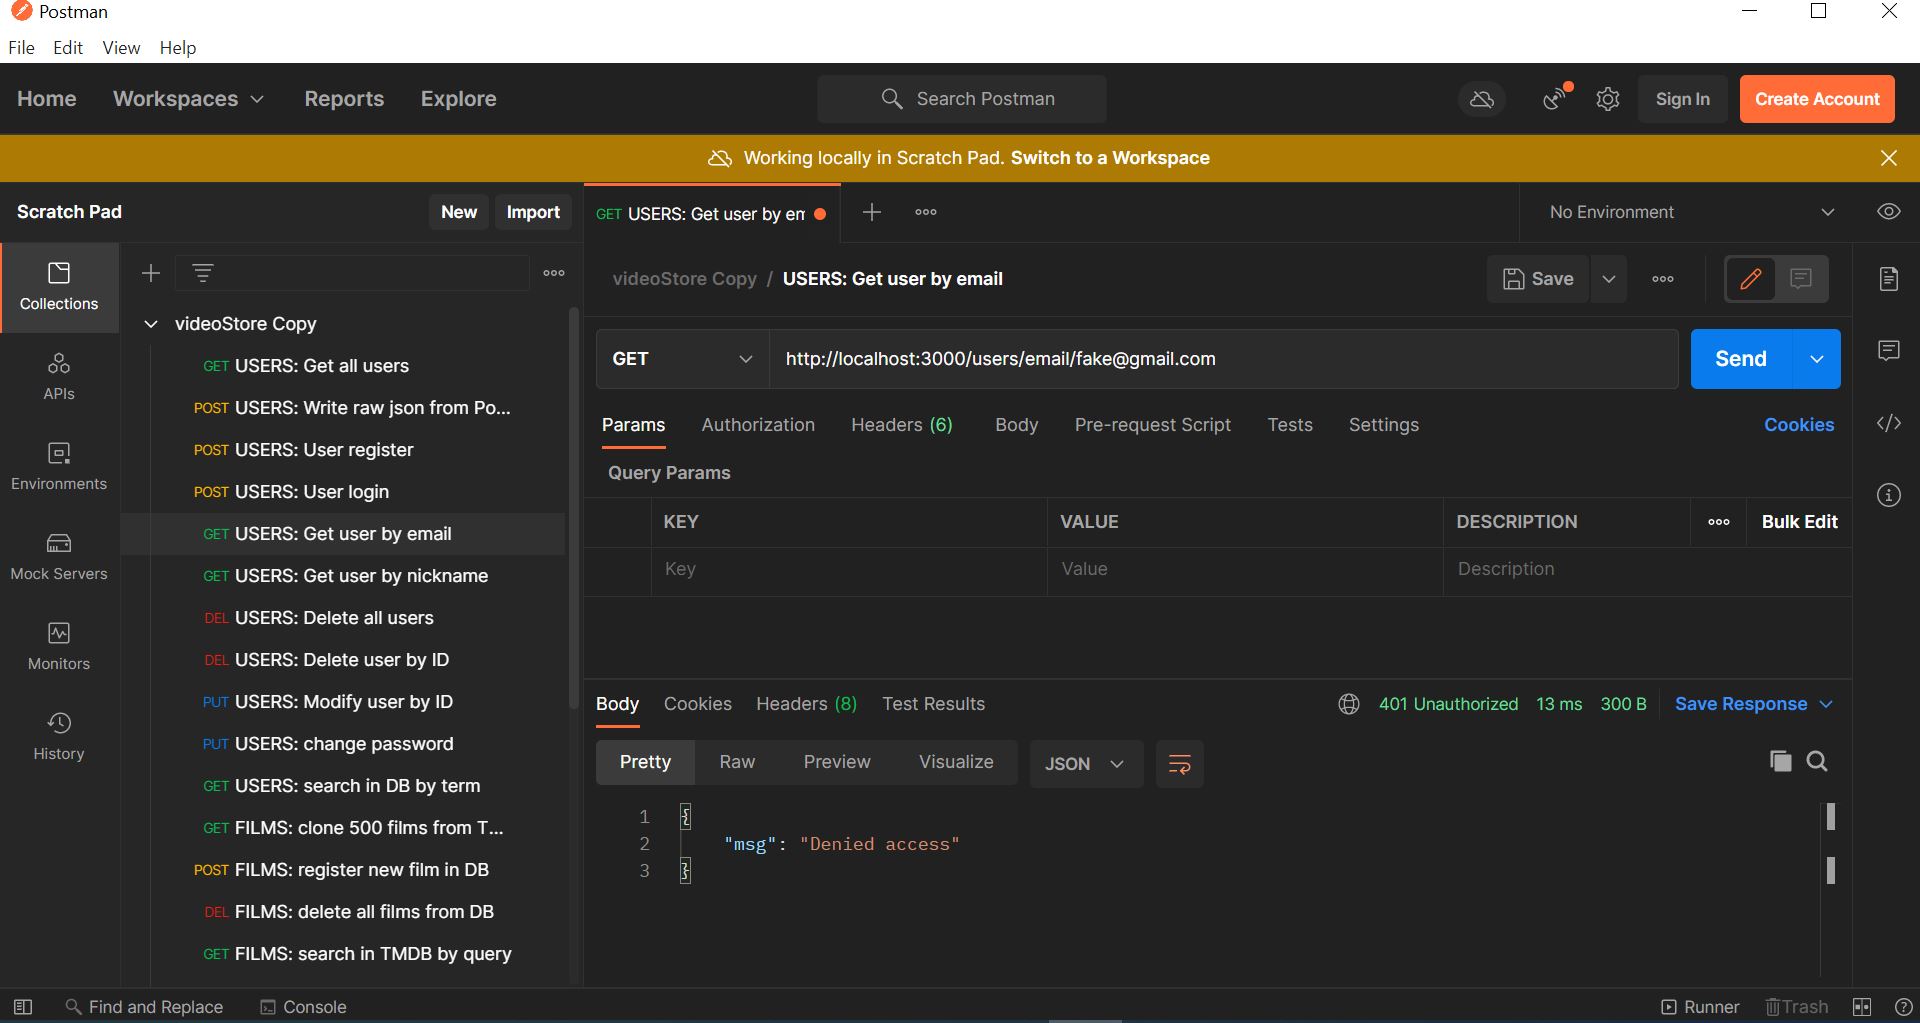 Postman
File Edit View Help
Home Workspaces Reports Explore Search Postman Sign In Create Account
Working locally in Scratch Pad. Switch to a Workspace
Scratch Pad New Import
GET USERS: Get user by em
No Environment
Collections
APIs
Environments
Mock Servers
Monitors
History
videoStore Copy
GET USERS: Get all users
POST USERS: Write raw json from Po...
POST USERS: User register
POST USERS: User login
GET USERS: Get user by email
GET USERS: Get user by nickname
DEL USERS: Delete all users
DEL USERS: Delete user by ID
PUT USERS: Modify user by ID
PUT USERS: change password
GET USERS: search in DB by term
GET FILMS: clone 500 films from T...
POST FILMS: register new film in DB
DEL FILMS: delete all films from DB
GET FILMS: search in TMDB by query
videoStore Copy / USERS: Get user by email
Save
GET http://localhost:3000/users/email/fake@gmail.com Send
Params Authorization Headers (6) Body Pre-request Script Tests Settings Cookies
Query Params
KEY VALUE DESCRIPTION Bulk Edit
Key Value Description
Body Cookies Headers (8) Test Results 401 Unauthorized 13 ms 300 B Save Response
Pretty Raw Preview Visualize JSON
1 {
2 "msg": "Denied access"
3 }
Find and Replace Console Runner Trash